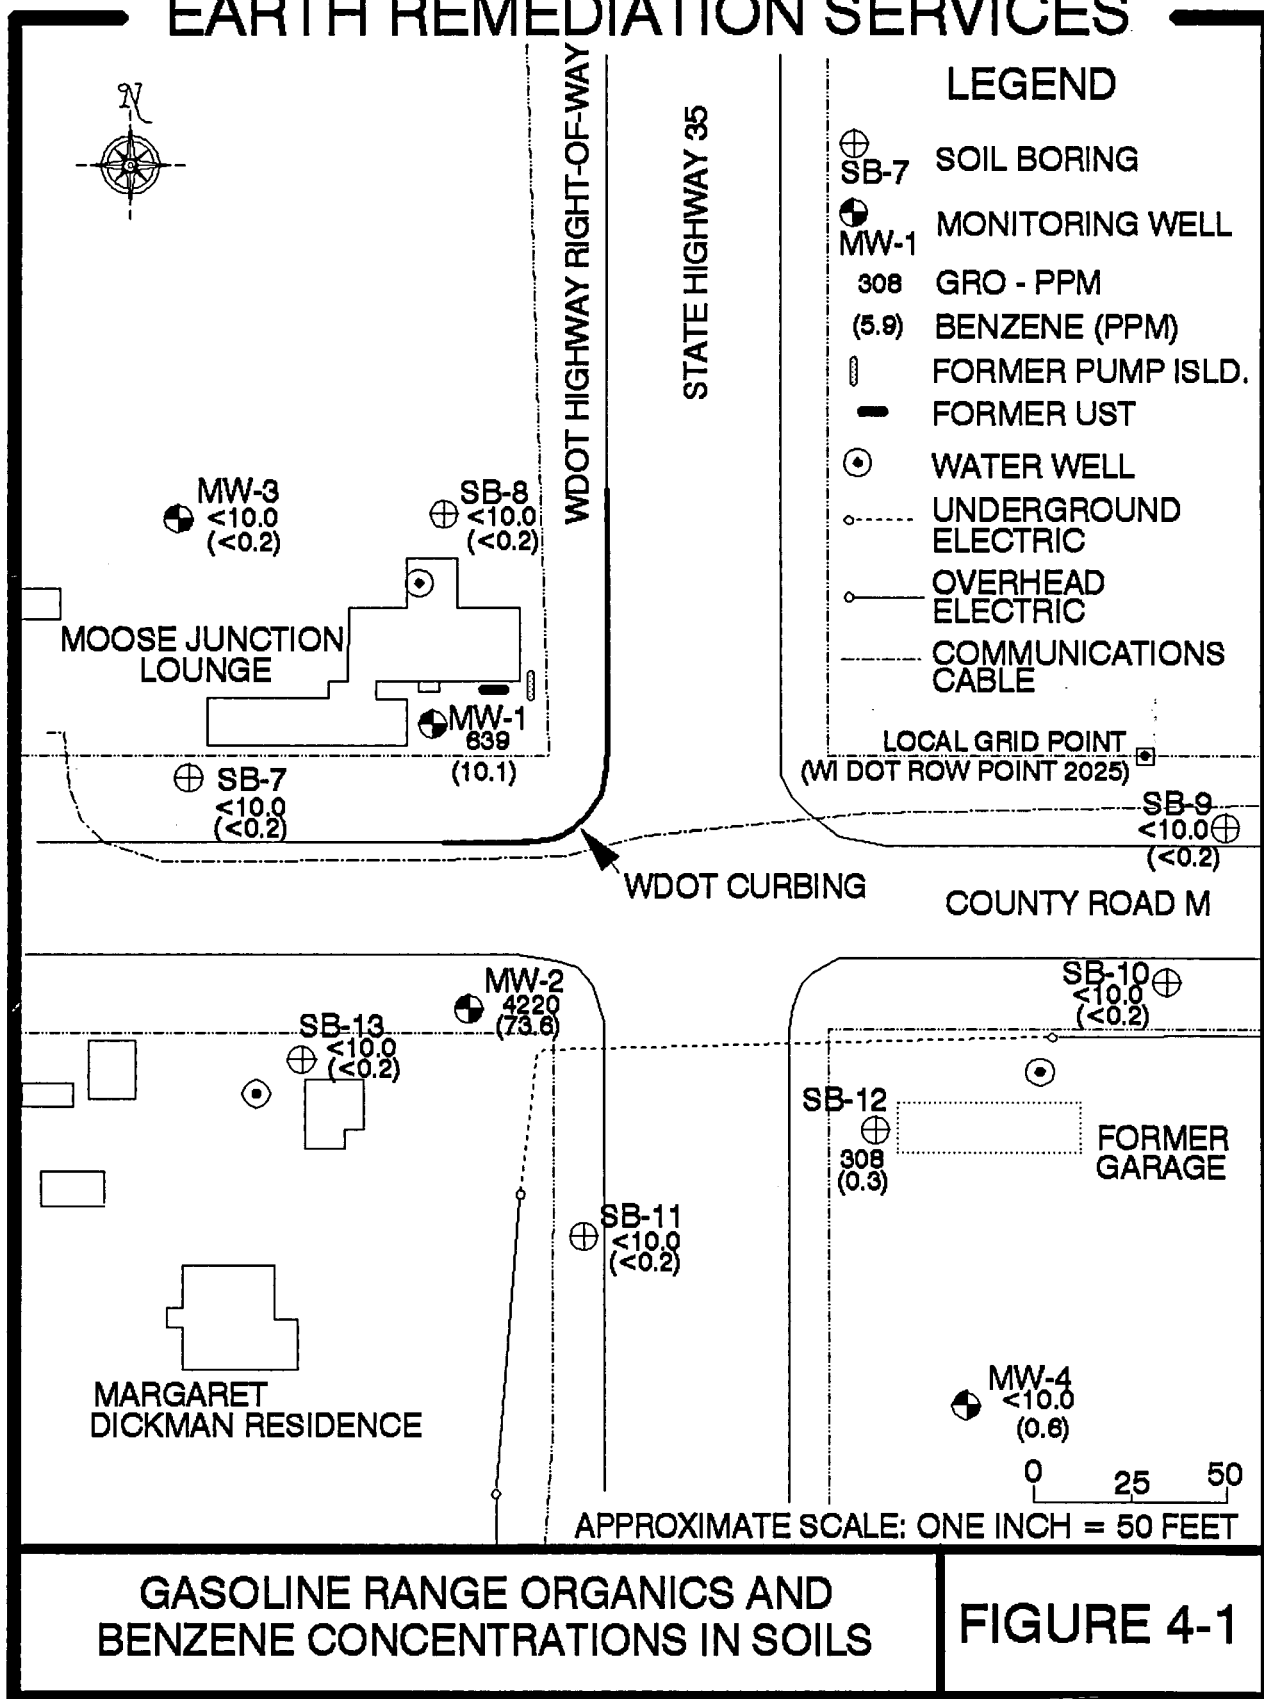 EARTH REMEDIATION SERVICES
N
WDOT HIGHWAY RIGHT-OF-WAY
STATE HIGHWAY 35
LEGEND
SB-7 SOIL BORING
MW-1 MONITORING WELL
308 GRO - PPM
(5.9) BENZENE (PPM)
FORMER PUMP ISLD.
FORMER UST
WATER WELL
UNDERGROUND
ELECTRIC
OVERHEAD
ELECTRIC
COMMUNICATIONS
CABLE
MW-3
<10.0
(<0.2)
SB-8
<10.0
(<0.2)
MOOSE JUNCTION
LOUNGE
MW-1
639
(10.1)
SB-7
<10.0
(<0.2)
LOCAL GRID POINT
(WI DOT ROW POINT 2025)
SB-9
<10.0
(<0.2)
WDOT CURBING
COUNTY ROAD M
MW-2
4220
(73.6)
SB-13
<10.0
(<0.2)
SB-10
<10.0
(<0.2)
SB-12
308
(0.3)
FORMER
GARAGE
SB-11
<10.0
(<0.2)
MARGARET
DICKMAN RESIDENCE
MW-4
<10.0
(0.6)
0 25 50
APPROXIMATE SCALE: ONE INCH = 50 FEET
GASOLINE RANGE ORGANICS AND
BENZENE CONCENTRATIONS IN SOILS
FIGURE 4-1